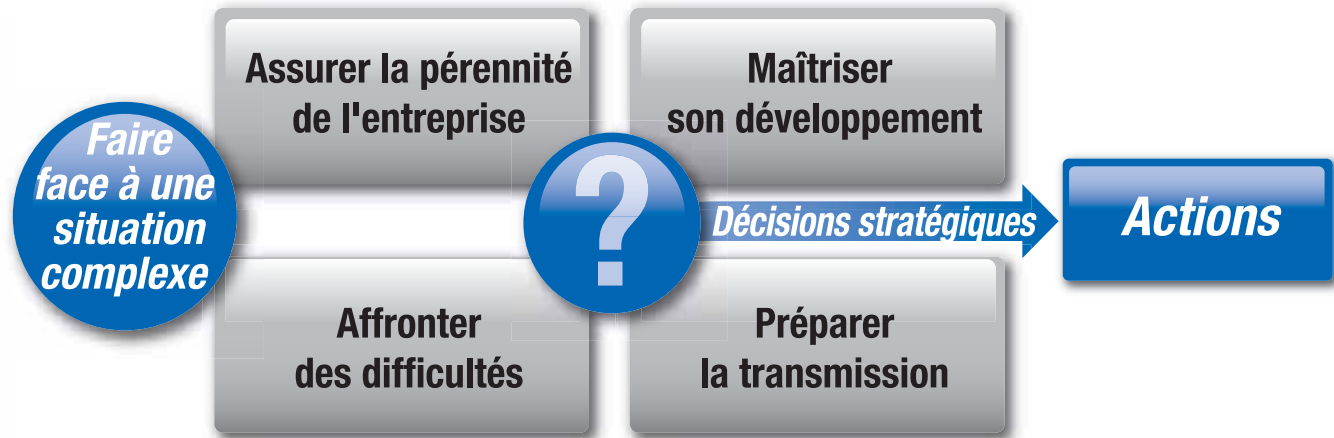 Faire
face à une
situation
complexe
Assurer la pérennité
de l'entreprise
Maîtriser
son développement
?
Décisions stratégiques
Actions
Affronter
des difficultés
Préparer
la transmission